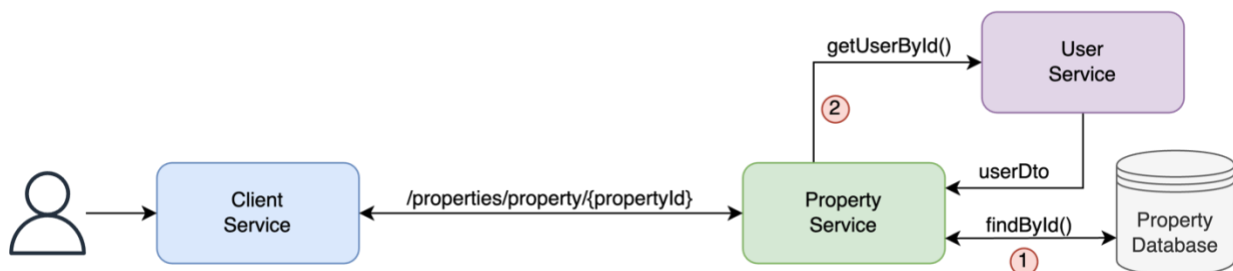 getUserById()
User
Service
2
Client
Service
/properties/property/{propertyId}
Property
Service
userDto
findById()
1
Property
Database